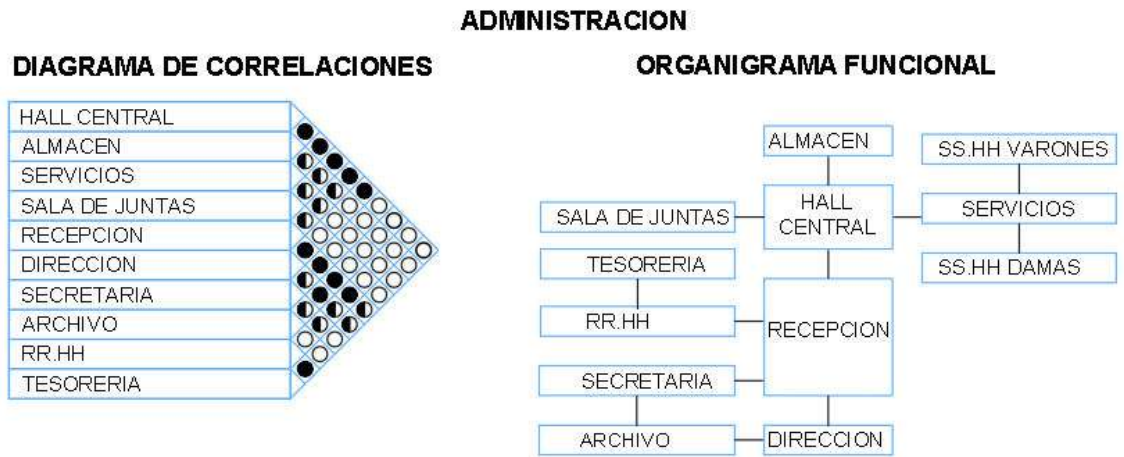 ADMINISTRACION
DIAGRAMA DE CORRELACIONES
HALL CENTRAL
ALMACEN
SERVICIOS
SALA DE JUNTAS
RECEPCION
DIRECCION
SECRETARIA
ARCHIVO
RR.HH
TESORERIA
ORGANIGRAMA FUNCIONAL
ALMACEN
SS.HH VARONES
HALL
CENTRAL
SALA DE JUNTAS
SERVICIOS
TESORERIA
SS.HH DAMAS
RR.HH
RECEPCION
SECRETARIA
ARCHIVO
DIRECCION